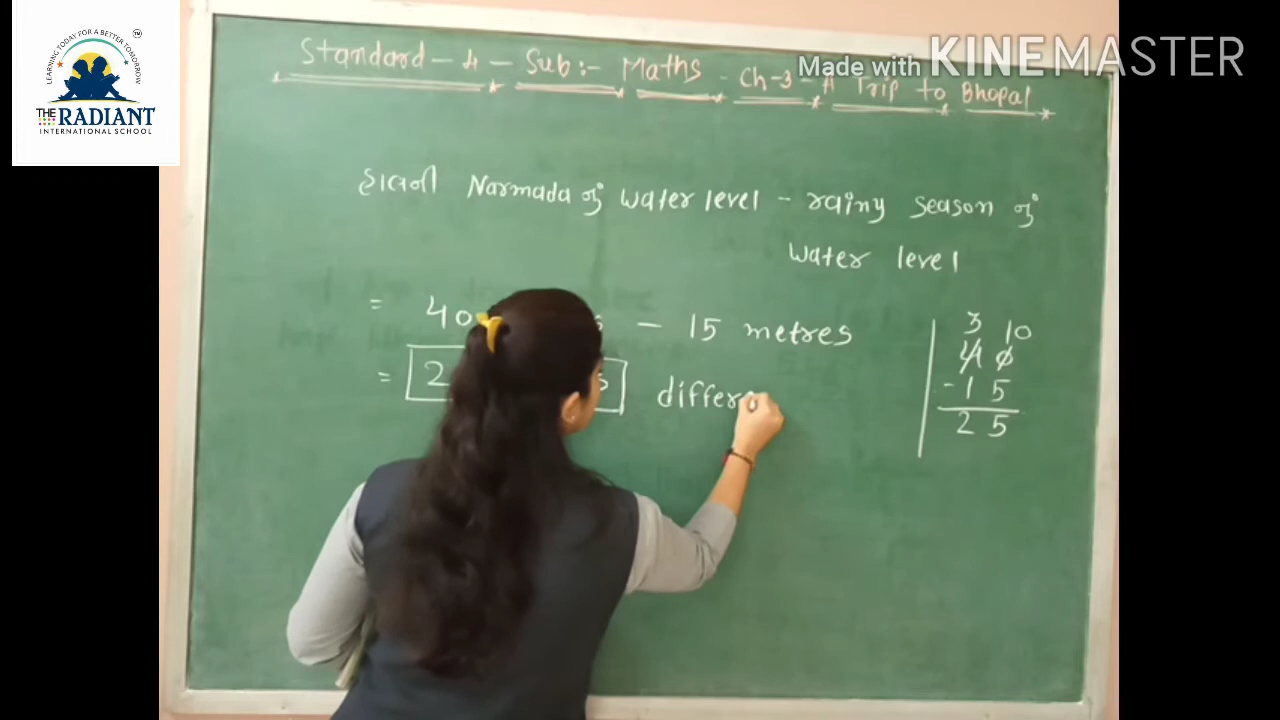 LEARNING TODAY FOR A BETTER TOMORROW
TM
THE RADIANT
INTERNATIONAL SCHOOL
Made with KINEMASTER
Standard - 4 - Sub:- Maths - Ch-3 - A Trip to Bhopal
હાલની Narmada નું water level - rainy season નું
water level
= 40 - 15 metres
= 2
differe
3 10
4 0
- 1 5
2 5